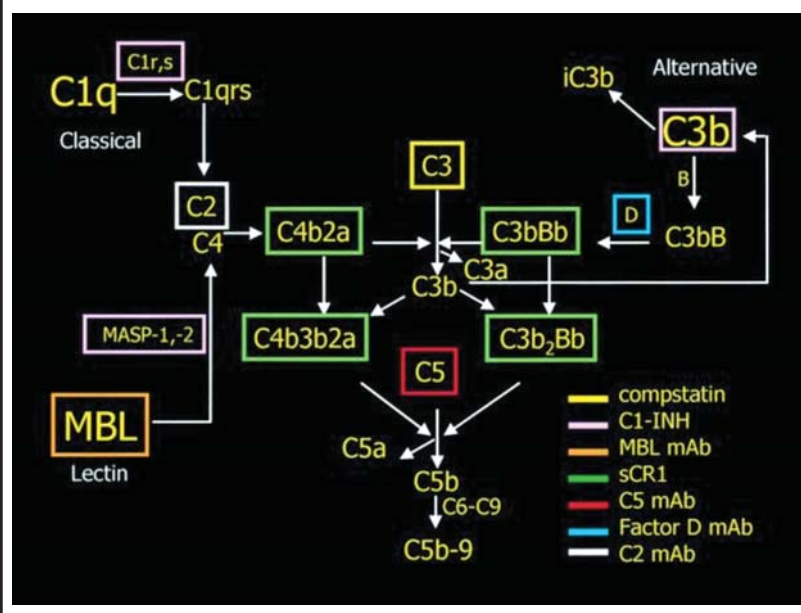 C1r,s
C1q
C1qrs
Classical
iC3b
Alternative
C3b
B
C3
C2
C4
C4b2a
C3bBb
D
C3bB
C3a
C3b
MASP-1,-2
C4b3b2a
C3b₂Bb
C5
MBL
Lectin
C5a
C5b
C6-C9
C5b-9
compstatin
C1-INH
MBL mAb
sCR1
C5 mAb
Factor D mAb
C2 mAb